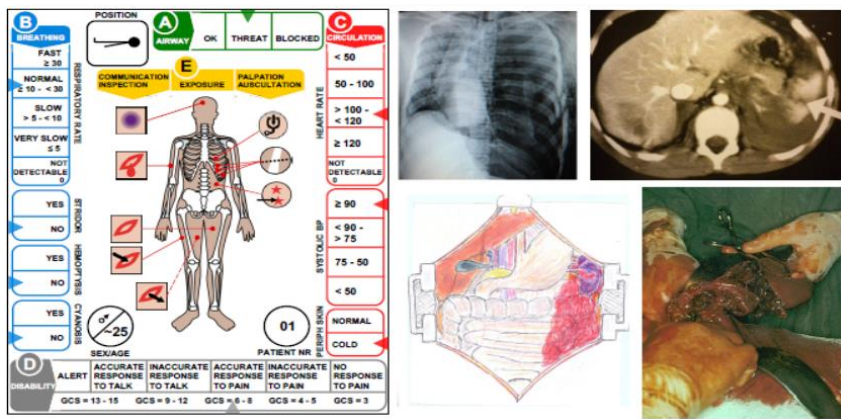 B
BREATHING
FAST
≥ 30
NORMAL
≥ 10 - < 30
SLOW
> 5 - < 10
VERY SLOW
≤ 5
NOT
DETECTABLE
0
RESPIRATORY RATE
YES
NO
STRIDOR
YES
NO
HEMOPTYSIS
YES
NO
CYANOSIS
POSITION
A
AIRWAY
OK
THREAT
BLOCKED
E
COMMUNICATION
INSPECTION
EXPOSURE
PALPATION
AUSCULTATION
C
CIRCULATION
< 50
50 - 100
> 100 -
< 120
≥ 120
NOT
DETECTABLE
0
HEART RATE
≥ 90
< 90 -
> 75
75 - 50
< 50
SYSTOLIC BP
NORMAL
COLD
PERIPH SKIN
~25
SEX/AGE
01
PATIENT NR
D
DISABILITY
ALERT
ACCURATE
RESPONSE
TO TALK
INACCURATE
RESPONSE
TO TALK
ACCURATE
RESPONSE
TO PAIN
INACCURATE
RESPONSE
TO PAIN
NO
RESPONSE
TO PAIN
GCS = 13 - 15
GCS = 9 - 12
GCS = 6 - 8
GCS = 4 - 5
GCS = 3